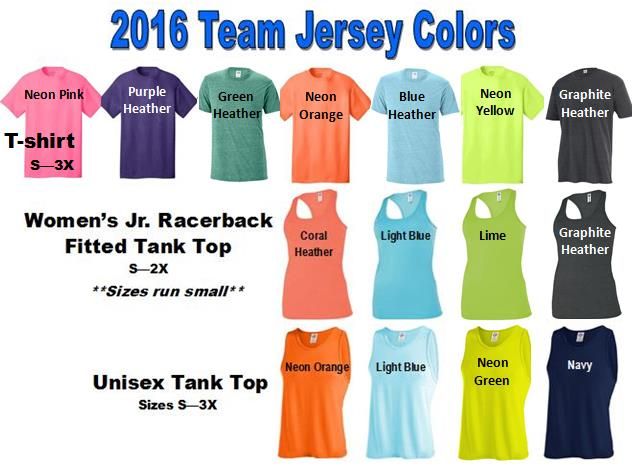 2016 Team Jersey Colors
Neon Pink
Purple
Heather
Green
Heather
Neon
Orange
Blue
Heather
Neon
Yellow
Graphite
Heather
T-shirt
S—3X
Women's Jr. Racerback
Fitted Tank Top
S—2X
**Sizes run small**
Coral
Heather
Light Blue
Lime
Graphite
Heather
Unisex Tank Top
Sizes S—3X
Neon Orange
Light Blue
Neon
Green
Navy